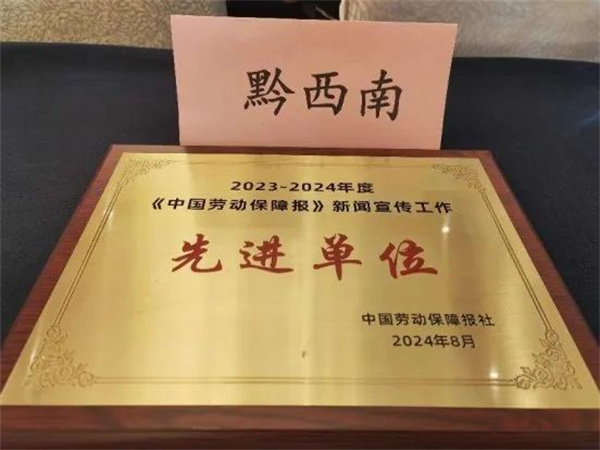 黔西南
2023-2024年度
《中国劳动保障报》新闻宣传工作
先进单位
中国劳动保障报社
2024年8月